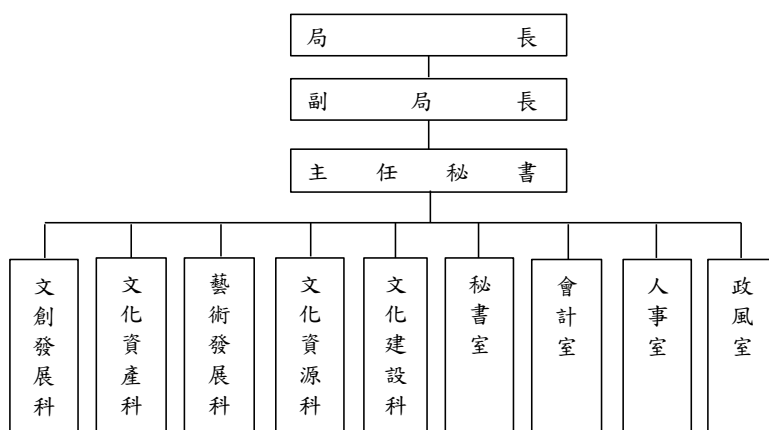 局長
副局長
主任秘書
文創發展科
文化資產科
藝術發展科
文化資源科
文化建設科
秘書室
會計室
人事室
政風室